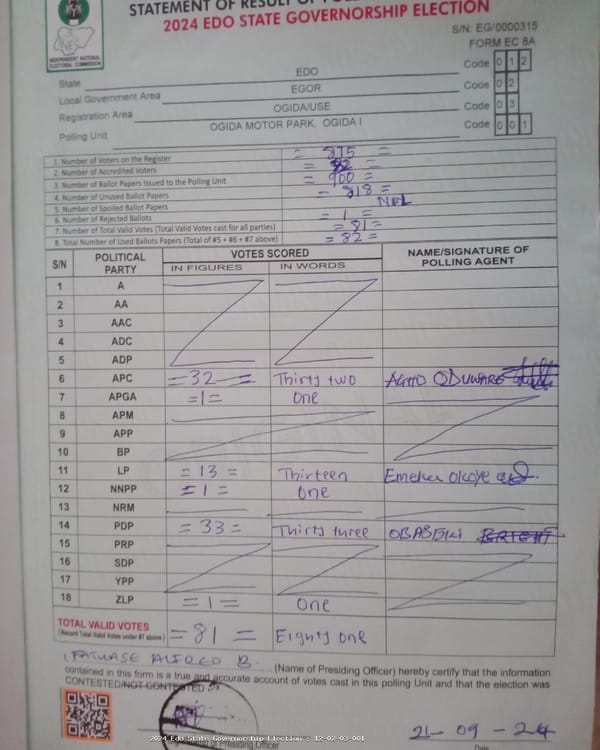 STATEMENT OF RESULT OF POLL
2024 EDO STATE GOVERNORSHIP ELECTION
INEC
INDEPENDENT NATIONAL
ELECTORAL COMMISSION
S/N: EG/0000315
FORM EC 8A
State EDO Code 0 1 2
Local Government Area EGOR Code 0 2
Registration Area OGIDA/USE Code 0 3
Polling Unit OGIDA MOTOR PARK, OGIDA I Code 0 0 1
1. Number of Voters on the Register = 875 =
2. Number of Accredited Voters = 82 =
3. Number of Ballot Papers Issued to the Polling Unit = 900 =
4. Number of Unused Ballot Papers = 818 =
5. Number of Spoiled Ballot Papers NIL
6. Number of Rejected Ballots = 1 =
7. Number of Total Valid Votes (Total Valid Votes cast for all parties) = 81 =
8. Total Number of Used Ballots Papers (Total of #5 + #6 + #7 above) = 82 =
S/N POLITICAL PARTY VOTES SCORED NAME/SIGNATURE OF POLLING AGENT
IN FIGURES IN WORDS
1 A
2 AA
3 AAC
4 ADC
5 ADP
6 APC = 32 = Thirty two ODUWARE
7 APGA =1= One
8 APM
9 APP
10 BP
11 LP = 13 = Thirteen Emeka Okoye
12 NNPP = 1 = One
13 NRM
14 PDP = 33 = Thirty three OBASEKI BRIGHT
15 PRP
16 SDP
17 YPP
18 ZLP = 1 = One
TOTAL VALID VOTES
(Record Total Valid Votes under #7 above) = 81 = Eighty one
I, ALFRED B. (Name of Presiding Officer) hereby certify that the information
contained in this form is a true and accurate account of votes cast in this polling Unit and that the election was
CONTESTED/NOT CONTESTED
21-09-24
2024 Edo State Governorship Election : 12-02-03-001
Presiding Officer
Date